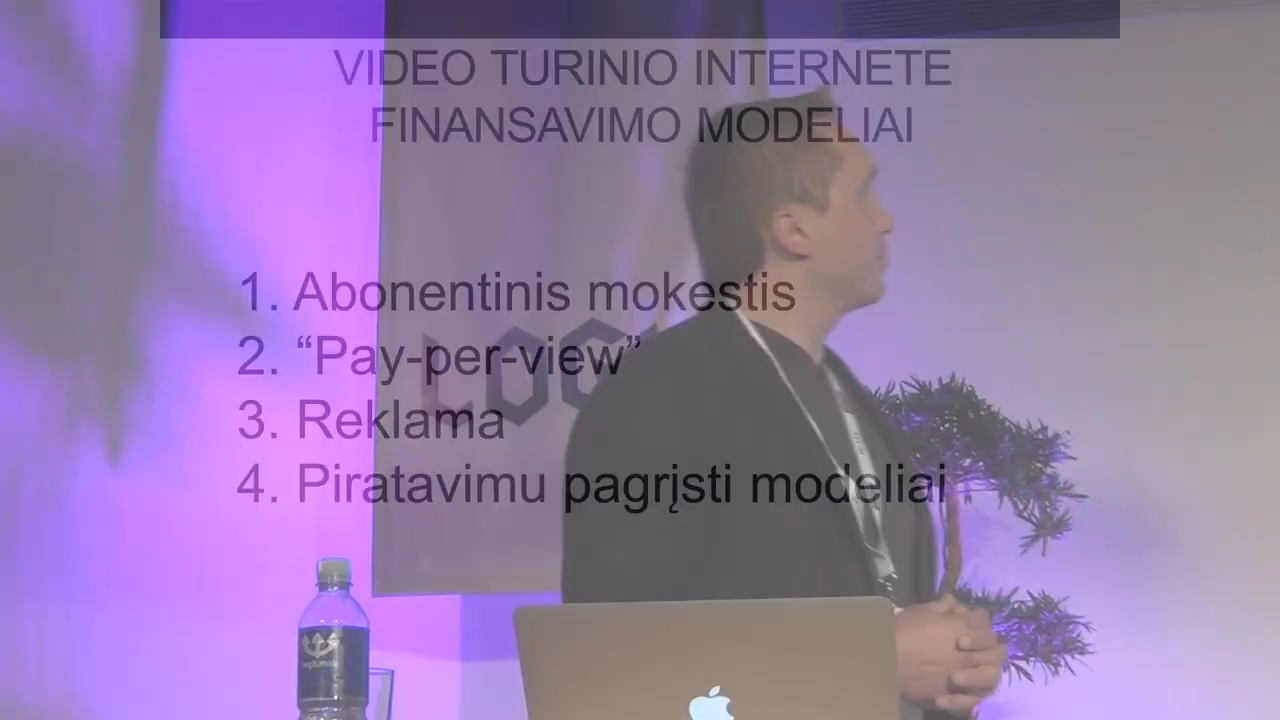 VIDEO TURINIO INTERNETE
FINANSAVIMO MODELIAI
1. Abonentinis mokestis
2. “Pay-per-view”
3. Reklama
4. Piratavimu pagrįsti modeliai